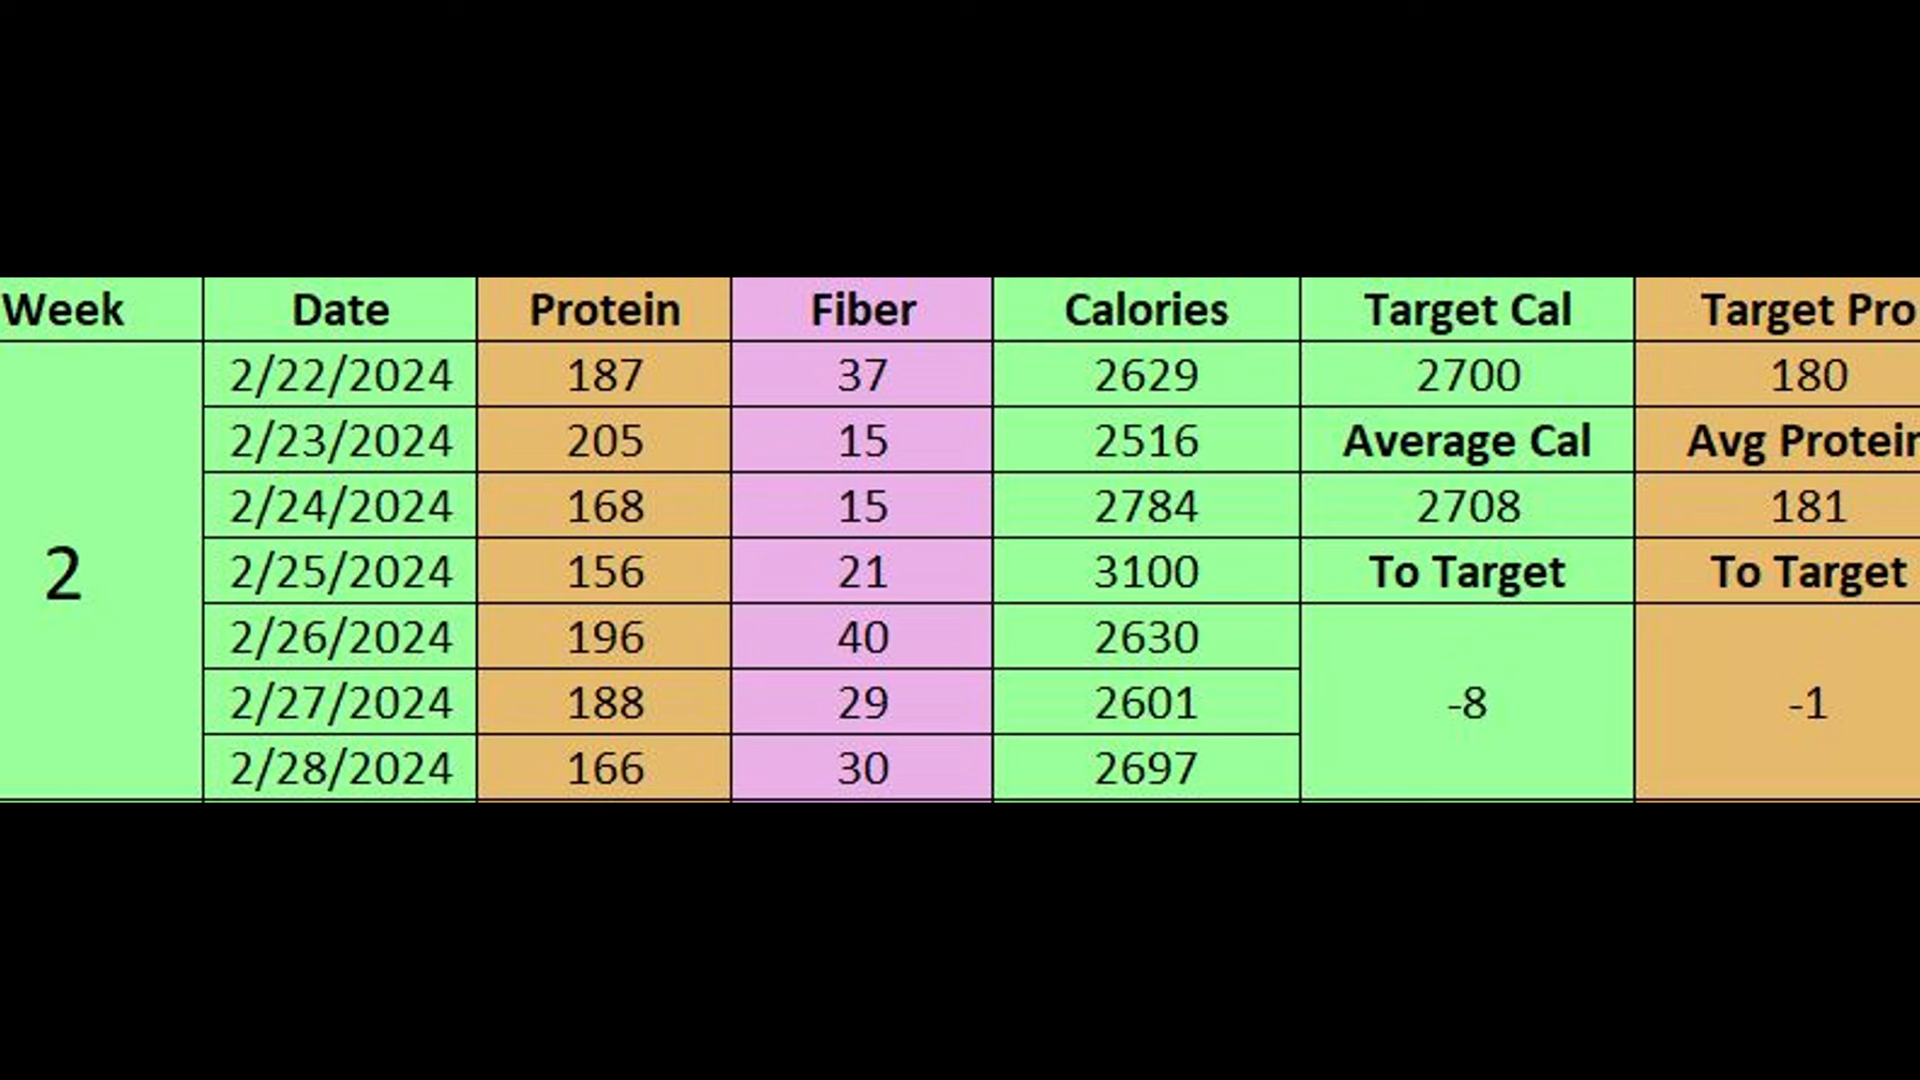 Week Date Protein Fiber Calories Target Cal Target Pro
2/22/2024 187 37 2629 2700 180
2/23/2024 205 15 2516 Average Cal Avg Protein
2/24/2024 168 15 2784 2708 181
2 2/25/2024 156 21 3100 To Target To Target
2/26/2024 196 40 2630
2/27/2024 188 29 2601 -8 -1
2/28/2024 166 30 2697